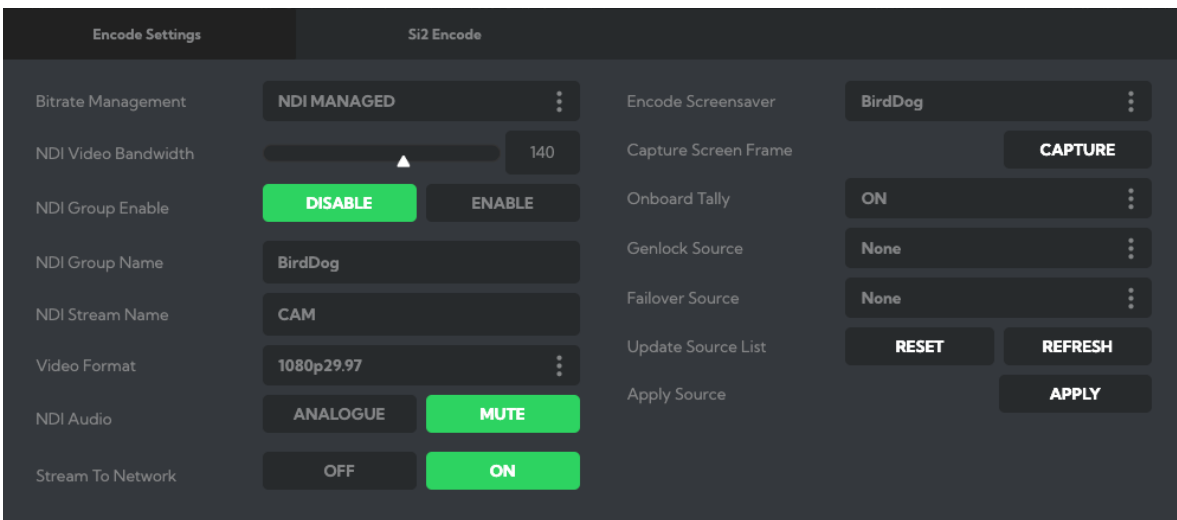 Encode Settings
Si2 Encode
Bitrate Management
NDI MANAGED
NDI Video Bandwidth
140
NDI Group Enable
DISABLE
ENABLE
NDI Group Name
BirdDog
NDI Stream Name
CAM
Video Format
1080p29.97
NDI Audio
ANALOGUE
MUTE
Stream To Network
OFF
ON
Encode Screensaver
BirdDog
Capture Screen Frame
CAPTURE
Onboard Tally
ON
Genlock Source
None
Failover Source
None
Update Source List
RESET
REFRESH
Apply Source
APPLY